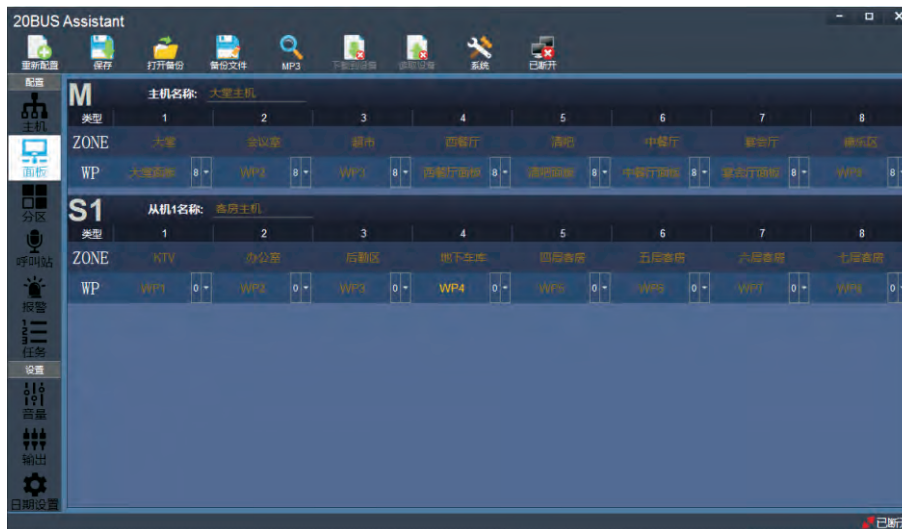 20BUS Assistant
重新配置 保存 打开备份 备份文件 MP3 下载到设备 读取设备 系统 已断开
配置
主机
面板
分区
呼叫站
报警
任务
设置
音量
输出
日期设置
M 主机名称: 大堂主机
类型 1 2 3 4 5 6 7 8
ZONE 大堂 会议室 超市 西餐厅 清吧 中餐厅 宴会厅 康乐区
WP 大堂面板 8 WP2 8 WP3 8 西餐厅面板 8 清吧面板 8 中餐厅面板 8 宴会厅面板 8 WP8 8
S1 从机1名称: 客房主机
类型 1 2 3 4 5 6 7 8
ZONE KTV 办公室 后勤区 地下车库 四层客房 五层客房 六层客房 七层客房
WP WP1 0 WP2 0 WP3 0 WP4 0 WP5 0 WP6 0 WP7 0 WP8 0
已断开